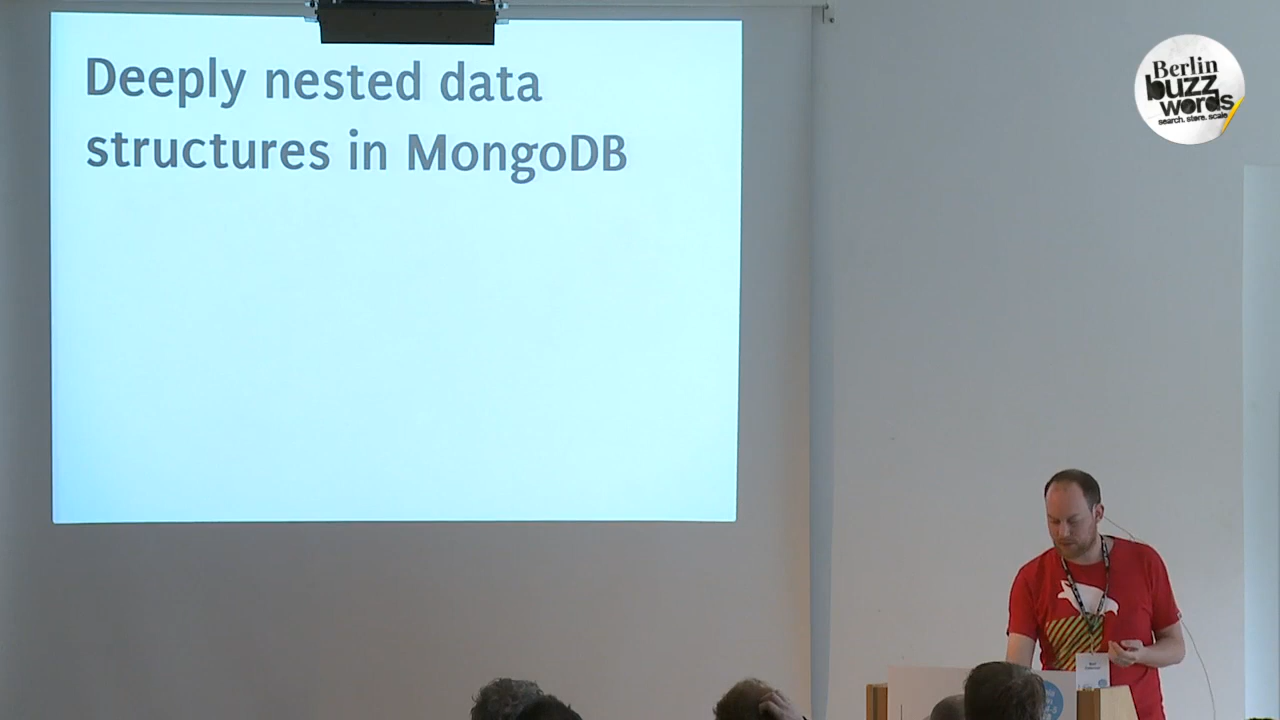 Deeply nested data
structures in MongoDB
Berlin
buzz
words
search. store. scale